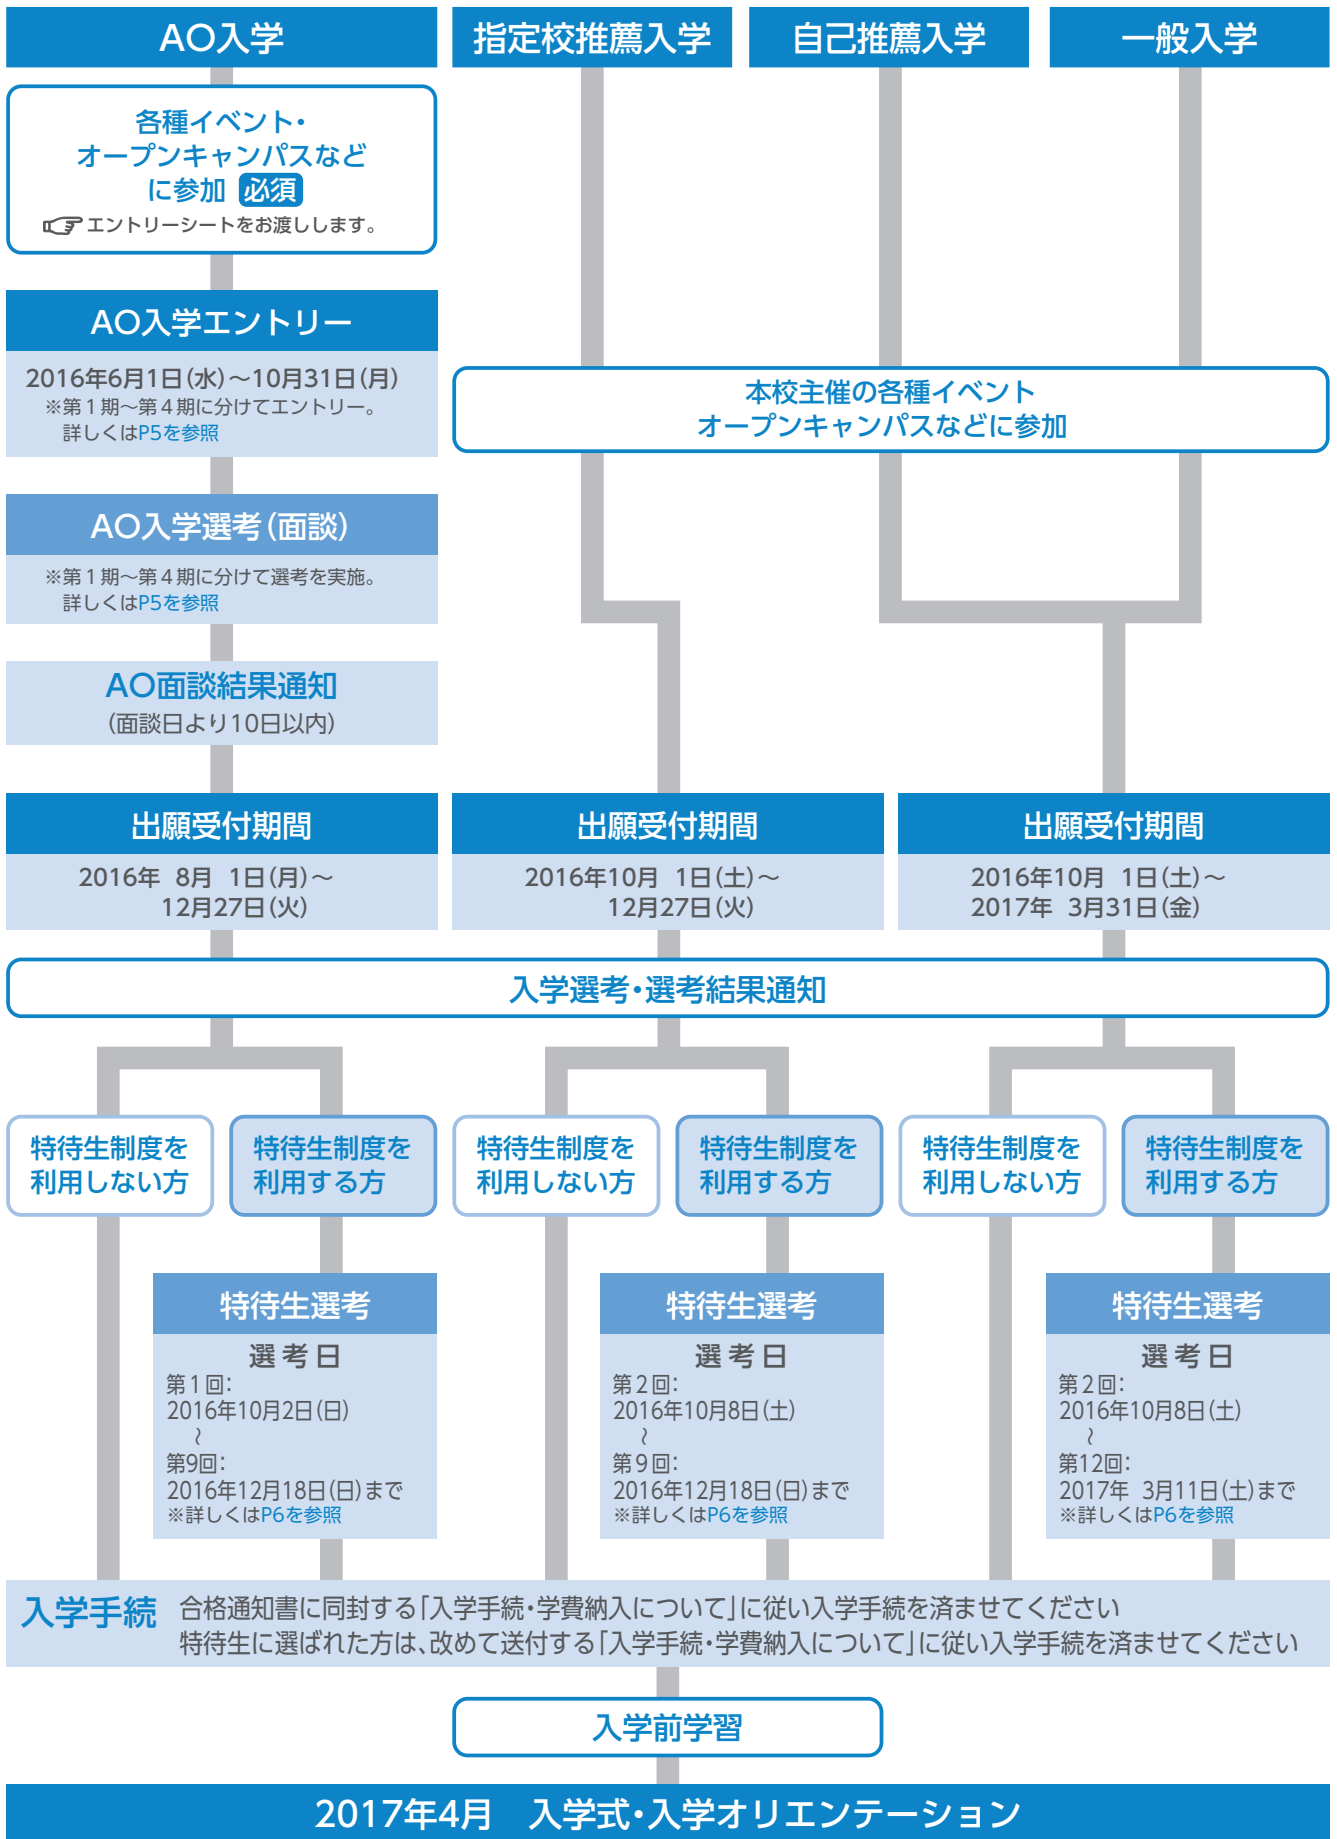 AO入学
指定校推薦入学
自己推薦入学
一般入学
各種イベント・
オープンキャンパスなど
に参加 必須
エントリーシートをお渡しします。
AO入学エントリー
2016年6月1日(水)～10月31日(月)
※第1期～第4期に分けてエントリー。
詳しくはP5を参照
本校主催の各種イベント
オープンキャンパスなどに参加
AO入学選考(面談)
※第1期～第4期に分けて選考を実施。
詳しくはP5を参照
AO面談結果通知
(面談日より10日以内)
出願受付期間
2016年 8月 1日(月)～
12月27日(火)
出願受付期間
2016年10月 1日(土)～
12月27日(火)
出願受付期間
2016年10月 1日(土)～
2017年 3月31日(金)
入学選考・選考結果通知
特待生制度を
利用しない方
特待生制度を
利用する方
特待生制度を
利用しない方
特待生制度を
利用する方
特待生制度を
利用しない方
特待生制度を
利用する方
特待生選考
選考日
第1回：
2016年10月2日(日)
～
第9回：
2016年12月18日(日)まで
※詳しくはP6を参照
特待生選考
選考日
第2回：
2016年10月8日(土)
～
第9回：
2016年12月18日(日)まで
※詳しくはP6を参照
特待生選考
選考日
第2回：
2016年10月8日(土)
～
第12回：
2017年 3月11日(土)まで
※詳しくはP6を参照
入学手続 合格通知書に同封する「入学手続・学費納入について」に従い入学手続を済ませてください
特待生に選ばれた方は、改めて送付する「入学手続・学費納入について」に従い入学手続を済ませてください
入学前学習
2017年4月 入学式・入学オリエンテーション